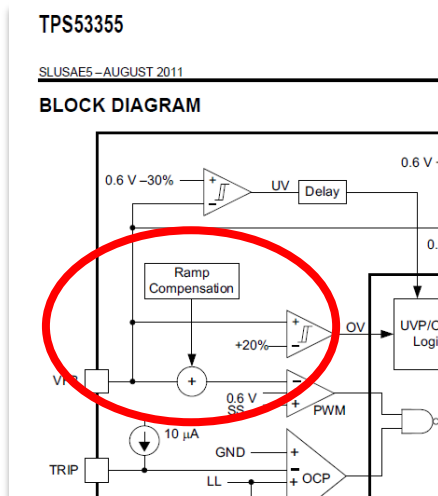 TPS53355
SLUSAE5–AUGUST 2011
BLOCK DIAGRAM
0.6 V
0.6 V –30%
+
–
UV
Delay
0.
Ramp
Compensation
+
–
+20%
OV
UVP/O
Logi
+
–
+
0.6 V
SS
PWM
10 µA
GND
+
–
OCP
TRIP
LL
+